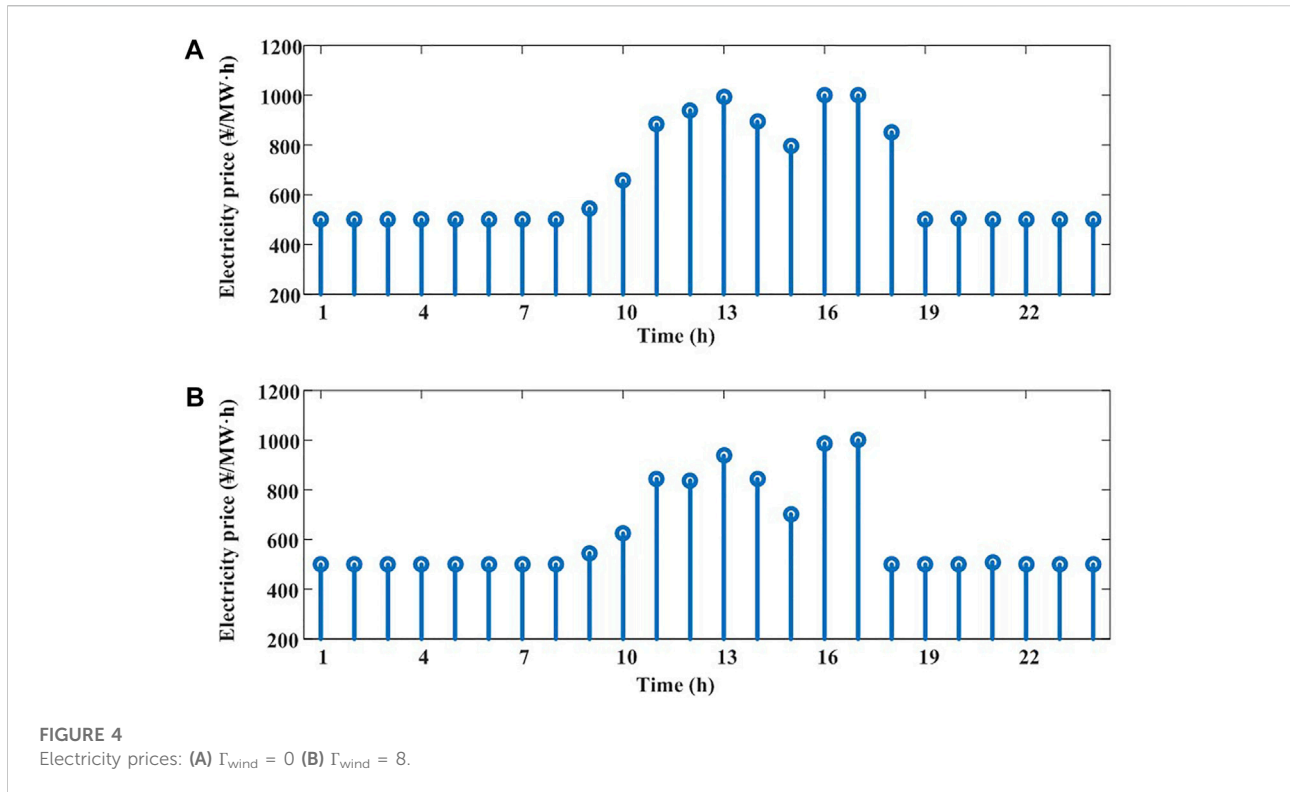 A
Electricity price (¥/MW·h)
1200
1000
800
600
400
200
1 4 7 10 13 16 19 22
Time (h)
B
Electricity price (¥/MW·h)
1200
1000
800
600
400
200
1 4 7 10 13 16 19 22
Time (h)
FIGURE 4
Electricity prices: (A) Γwind = 0 (B) Γwind = 8.